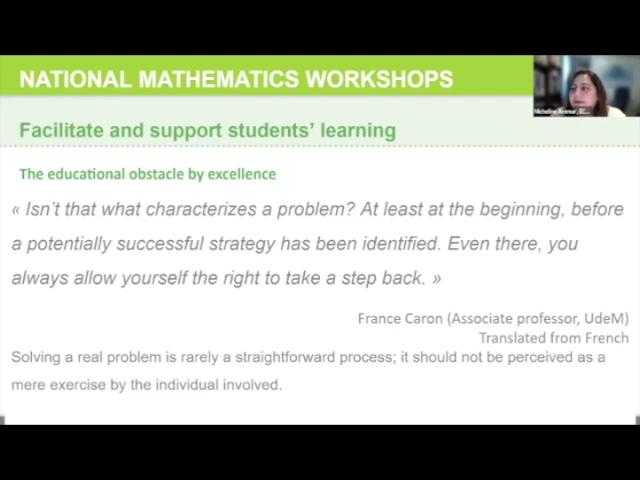 NATIONAL MATHEMATICS WORKSHOPS
Facilitate and support students' learning
The educational obstacle by excellence
« Isn't that what characterizes a problem? At least at the beginning, before
a potentially successful strategy has been identified. Even there, you
always allow yourself the right to take a step back. »
France Caron (Associate professor, UdeM)
Translated from French
Solving a real problem is rarely a straightforward process; it should not be perceived as a
mere exercise by the individual involved.